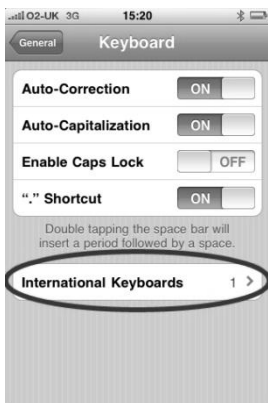 O2-UK 3G 15:20
General Keyboard
Auto-Correction ON
Auto-Capitalization ON
Enable Caps Lock OFF
“.” Shortcut ON
Double tapping the space bar will
insert a period followed by a space.
International Keyboards 1